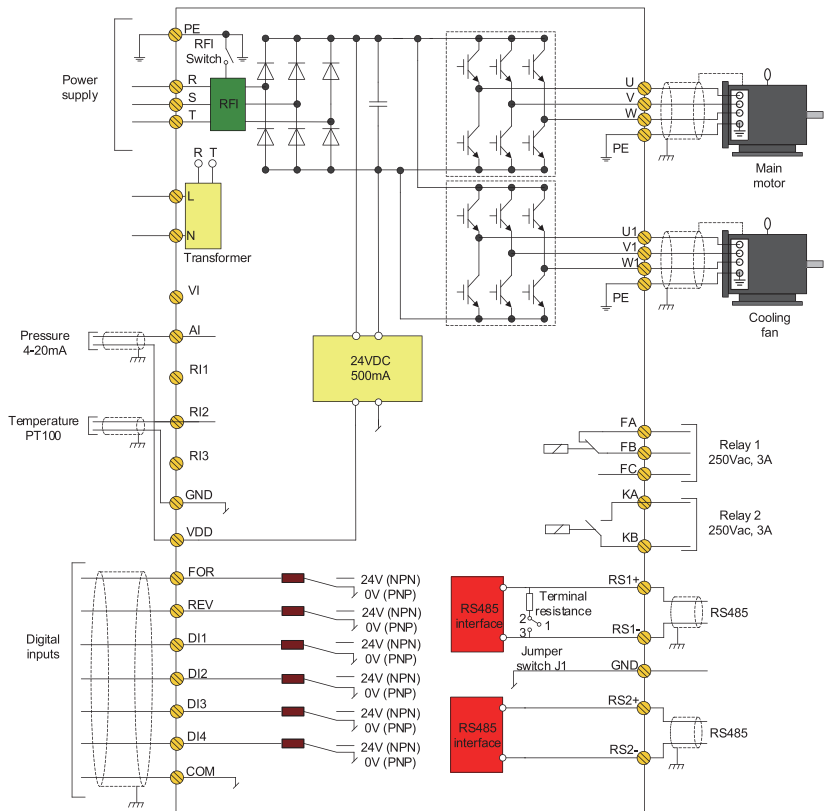 Power
supply
PE
RFI
Switch
R
S
T
RFI
R T
L
N
Transformer
U
V
W
PE
Main
motor
U1
V1
W1
PE
Cooling
fan
VI
Pressure
4-20mA
AI
RI1
Temperature
PT100
RI2
RI3
GND
VDD
24VDC
500mA
FA
FB
FC
Relay 1
250Vac, 3A
KA
KB
Relay 2
250Vac, 3A
Digital
inputs
FOR
24V (NPN)
0V (PNP)
REV
24V (NPN)
0V (PNP)
DI1
24V (NPN)
0V (PNP)
DI2
24V (NPN)
0V (PNP)
DI3
24V (NPN)
0V (PNP)
DI4
24V (NPN)
0V (PNP)
COM
RS485
interface
Terminal
resistance
2
1
3
Jumper
switch J1
RS1+
RS1-
RS485
GND
RS485
interface
RS2+
RS2-
RS485